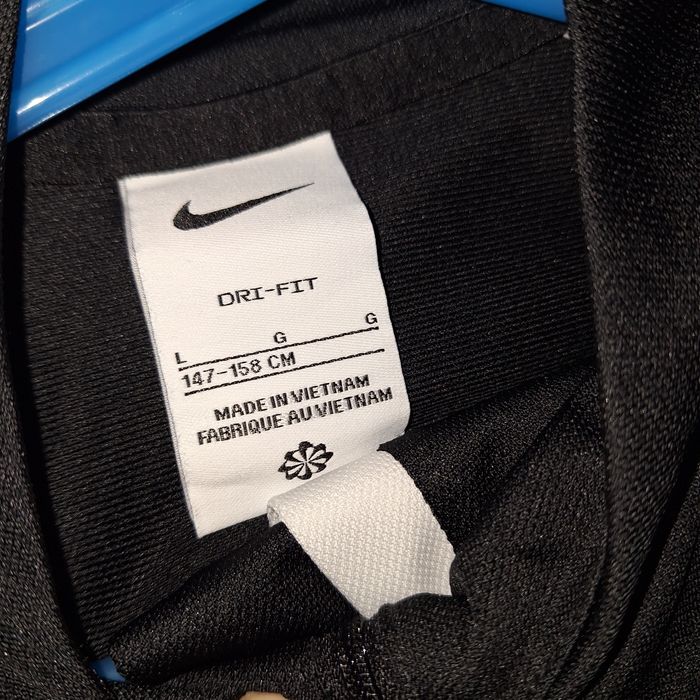 DRI-FIT
L G G
147-158 CM
MADE IN VIETNAM
FABRIQUE AU VIETNAM